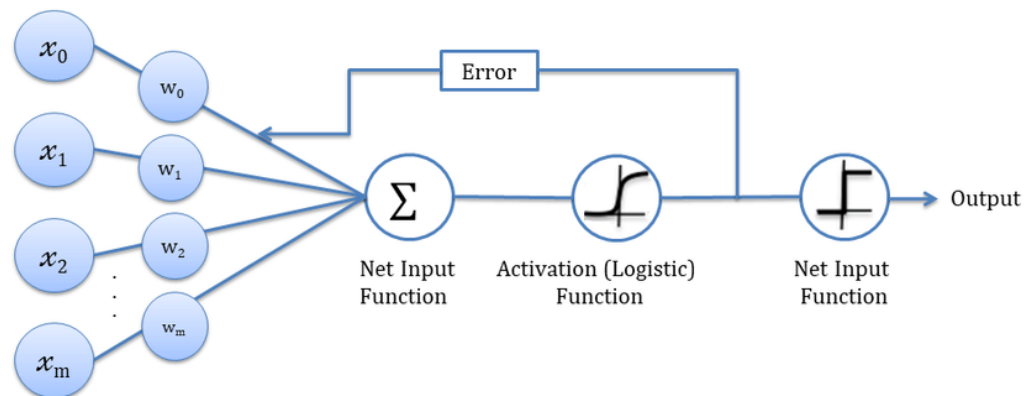 x0
w0
x1
w1
x2
w2
xm
wm
Error
Σ
Net Input
Function
Activation (Logistic)
Function
Net Input
Function
Output